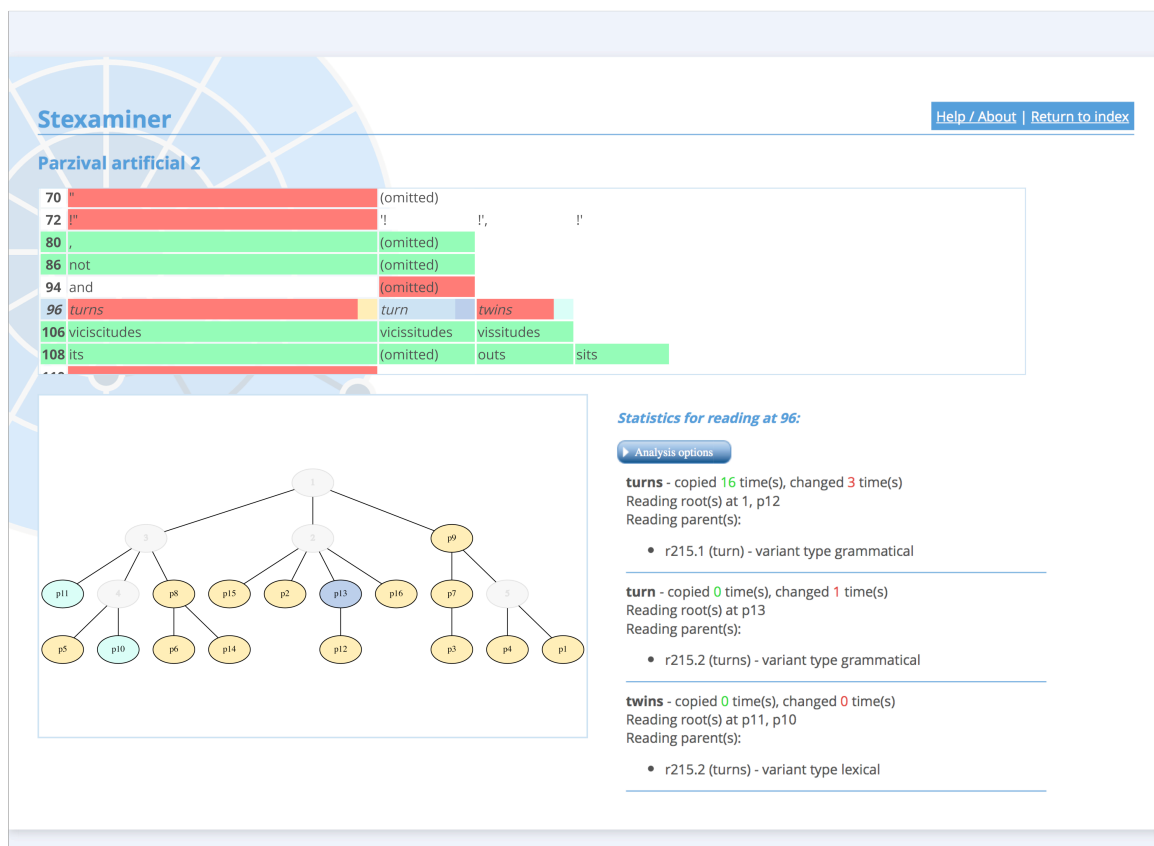 Stexaminer
Help / About | Return to index
Parzival artificial 2
70 " (omitted)
72 !" '! !', !'
80 , (omitted)
86 not (omitted)
94 and (omitted)
96 turns turn twins
106 viciscitudes vicissitudes vissitudes
108 its (omitted) outs sits
Statistics for reading at 96:
Analysis options
turns - copied 16 time(s), changed 3 time(s)
Reading root(s) at 1, p12
Reading parent(s):
• r215.1 (turn) - variant type grammatical
turn - copied 0 time(s), changed 1 time(s)
Reading root(s) at p13
Reading parent(s):
• r215.2 (turns) - variant type grammatical
twins - copied 0 time(s), changed 0 time(s)
Reading root(s) at p11, p10
Reading parent(s):
• r215.2 (turns) - variant type lexical
1
3 2 p9
p11 4 p8 p15 p2 p13 p16 p7 5
p5 p10 p6 p14 p12 p3 p4 p1